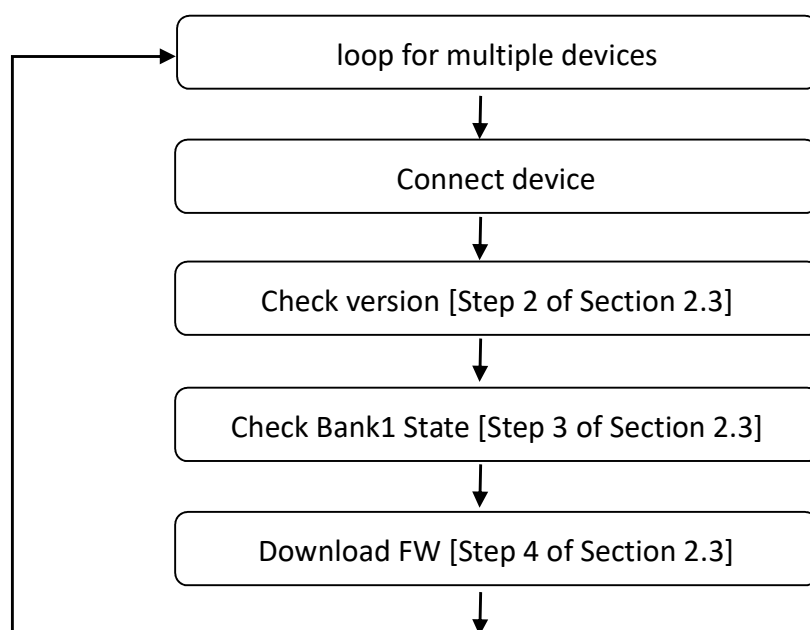 loop for multiple devices
Connect device
Check version [Step 2 of Section 2.3]
Check Bank1 State [Step 3 of Section 2.3]
Download FW [Step 4 of Section 2.3]